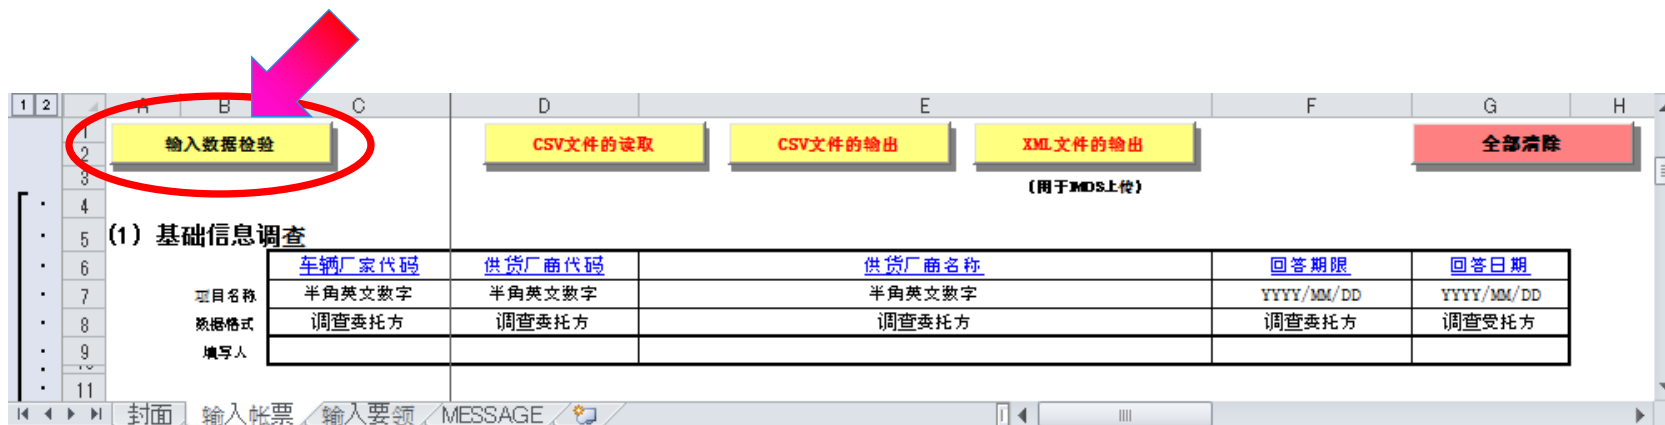 1 2 A B C D E F G H
1
输入数据检验 CSV文件的读取 CSV文件的输出 XML文件的输出 全部清除
2
3
(用于IMDS上传)
4
5 (1) 基础信息调查
6 车辆厂家代码 供货厂商代码 供货厂商名称 回答期限 回答日期
7 项目名称 半角英文数字 半角英文数字 半角英文数字 YYYY/MM/DD YYYY/MM/DD
8 数据格式 调查委托方 调查委托方 调查委托方 调查委托方 调查受托方
9 填写人
11
封面 输入帐票 输入要领 MESSAGE